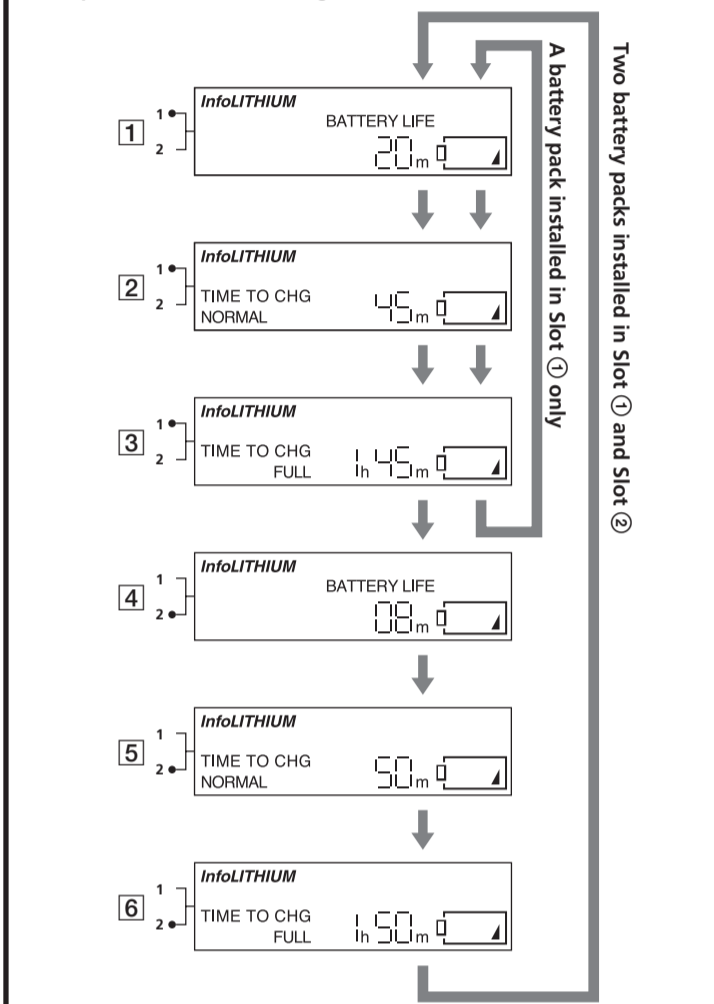 Two battery packs installed in Slot ① and Slot ②
A battery pack installed in Slot ① only
1
1
2
InfoLITHIUM
BATTERY LIFE
20m
2
1
2
InfoLITHIUM
TIME TO CHG
NORMAL
45m
3
1
2
InfoLITHIUM
TIME TO CHG
FULL
1h 45m
4
1
2
InfoLITHIUM
BATTERY LIFE
08m
5
1
2
InfoLITHIUM
TIME TO CHG
NORMAL
50m
6
1
2
InfoLITHIUM
TIME TO CHG
FULL
1h 50m